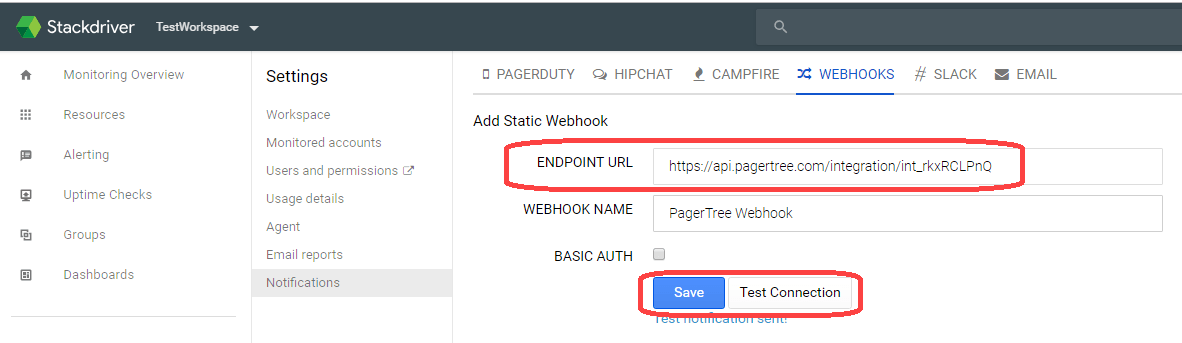 Stackdriver TestWorkspace
Monitoring Overview
Resources
Alerting
Uptime Checks
Groups
Dashboards
Settings
Workspace
Monitored accounts
Users and permissions
Usage details
Agent
Email reports
Notifications
PAGERDUTY HIPCHAT CAMPFIRE WEBHOOKS # SLACK EMAIL
Add Static Webhook
ENDPOINT URL https://api.pagertree.com/integration/int_rkxRCLPnQ
WEBHOOK NAME PagerTree Webhook
BASIC AUTH
Save Test Connection
Test notification sent!